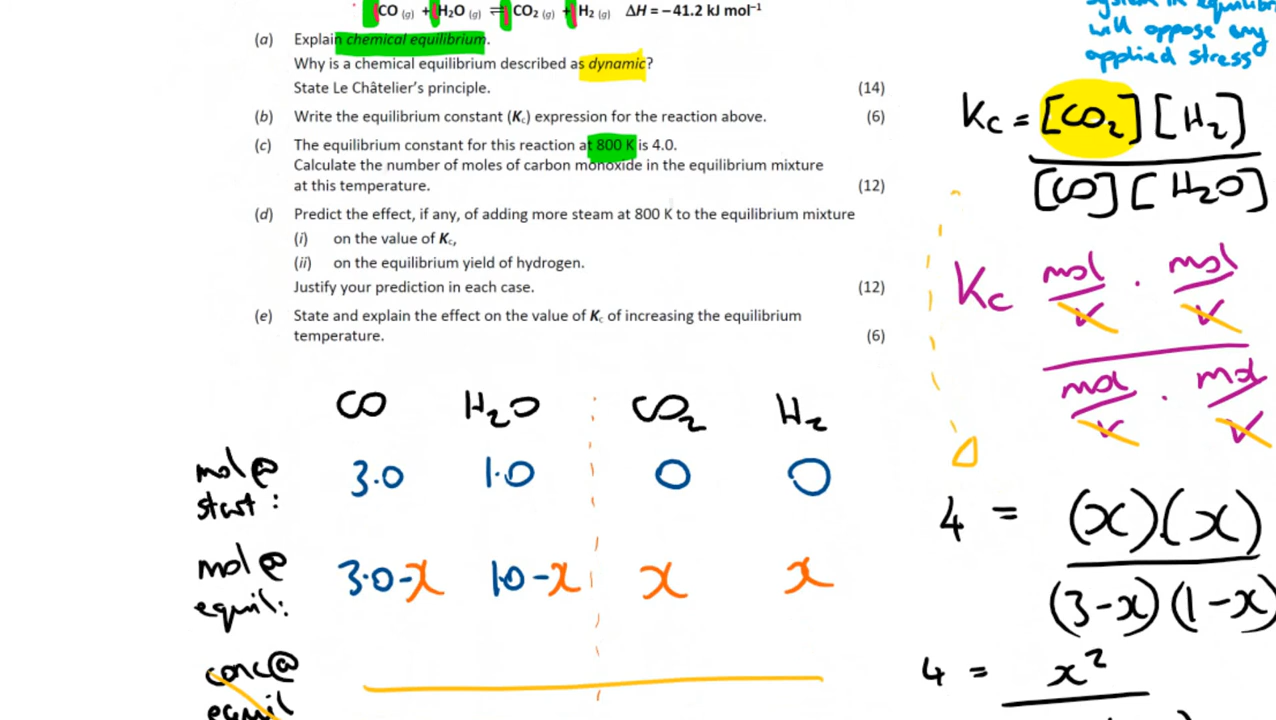 CO (g) + H₂O (g) ⇌ CO₂ (g) + H₂ (g) ΔH = – 41.2 kJ mol⁻¹
(a) Explain chemical equilibrium.
Why is a chemical equilibrium described as dynamic?
State Le Châtelier's principle. (14)
(b) Write the equilibrium constant (Kc) expression for the reaction above. (6)
(c) The equilibrium constant for this reaction at 800 K is 4.0.
Calculate the number of moles of carbon monoxide in the equilibrium mixture
at this temperature. (12)
(d) Predict the effect, if any, of adding more steam at 800 K to the equilibrium mixture
(i) on the value of Kc,
(ii) on the equilibrium yield of hydrogen.
Justify your prediction in each case. (12)
(e) State and explain the effect on the value of Kc of increasing the equilibrium
temperature. (6)
CO H₂O CO₂ H₂
mol@ 3.0 1.0 0 0
start:
mol@ 3.0-x 1.0-x x x
equil:
conc@
equil
will oppose any
applied stress
Kc = [CO₂] [H₂]
[CO] [H₂O]
Kc mol/v . mol/v
mol/v . mol/v
4 = (x)(x)
(3-x)(1-x)
4 = x²